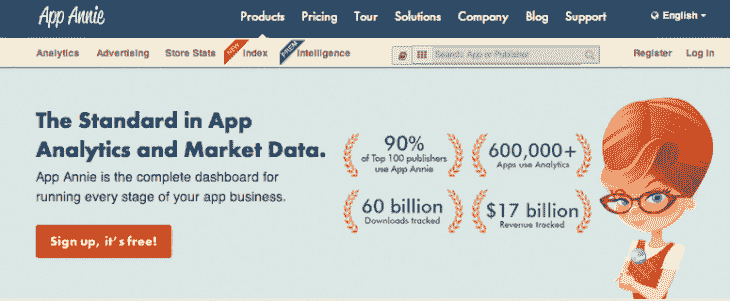 App Annie
Products Pricing Tour Solutions Company Blog Support English
Analytics Advertising Store Stats NEW Index PREM Intelligence Search: App or Publisher Register Log In
The Standard in App
Analytics and Market Data.
App Annie is the complete dashboard for
running every stage of your app business.
Sign up, it's free!
90%
of Top 100 publishers
use App Annie
600,000+
Apps use Analytics
60 billion
Downloads tracked
$17 billion
Revenue tracked